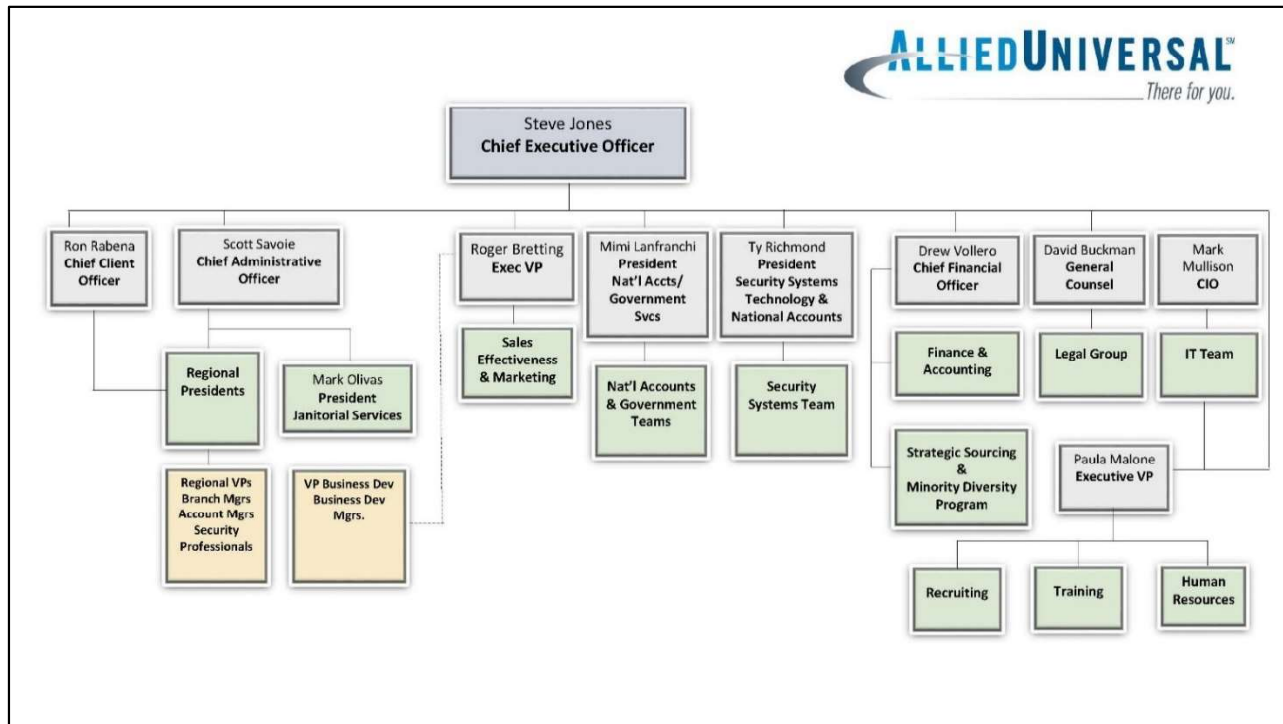 ALLIEDUNIVERSAL℠
There for you.
Steve Jones
Chief Executive Officer
Ron Rabena
Chief Client
Officer
Scott Savoie
Chief Administrative
Officer
Roger Bretting
Exec VP
Mimi Lanfranchi
President
Nat'l Accts/
Government
Svcs
Ty Richmond
President
Security Systems
Technology &
National Accounts
Drew Vollero
Chief Financial
Officer
David Buckman
General
Counsel
Mark
Mullison
CIO
Regional
Presidents
Mark Olivas
President
Janitorial Services
Sales
Effectiveness
& Marketing
Nat'l Accounts
& Government
Teams
Security
Systems Team
Finance &
Accounting
Legal Group
IT Team
Regional VPs
Branch Mgrs
Account Mgrs
Security
Professionals
VP Business Dev
Business Dev
Mgrs.
Strategic Sourcing
&
Minority Diversity
Program
Paula Malone
Executive VP
Recruiting
Training
Human
Resources